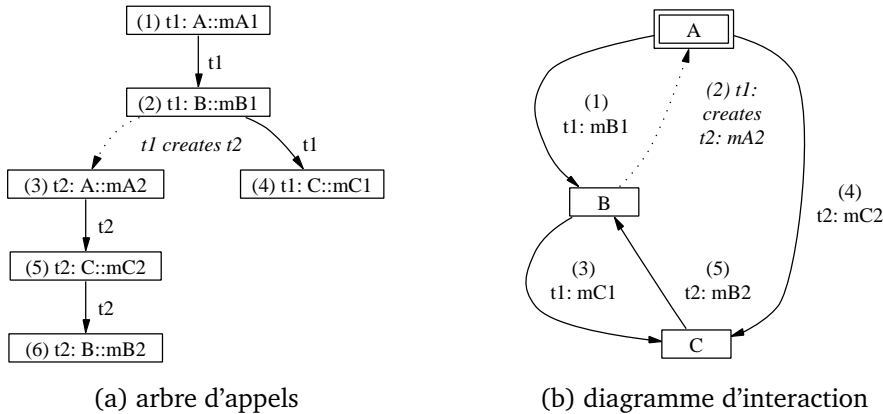 (1) t1: A::mA1
t1
(2) t1: B::mB1
t1 creates t2
t1
(3) t2: A::mA2
(4) t1: C::mC1
t2
(5) t2: C::mC2
t2
(6) t2: B::mB2
(a) arbre d'appels
A
(1)
t1: mB1
(2) t1:
creates
t2: mA2
B
(4)
t2: mC2
(3)
t1: mC1
(5)
t2: mB2
C
(b) diagramme d'interaction